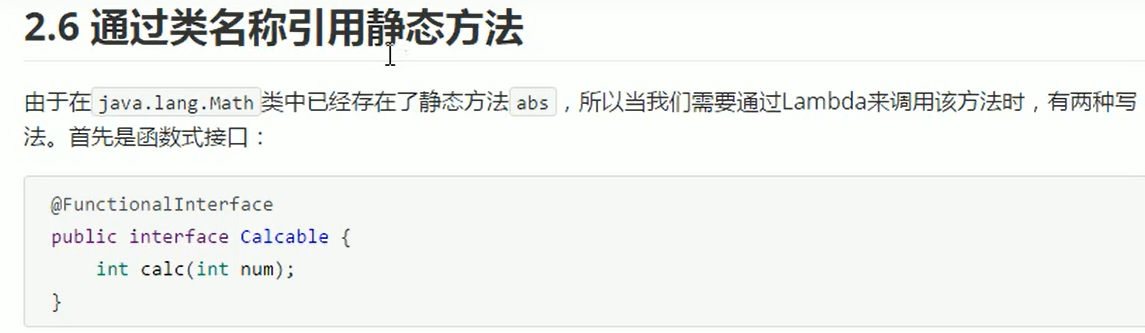 2.6 通过类名称引用静态方法
由于在java.lang.Math类中已经存在了静态方法abs，所以当我们需要通过Lambda来调用该方法时，有两种写
法。首先是函数式接口：
@FunctionalInterface
public interface Calcable {
    int calc(int num);
}